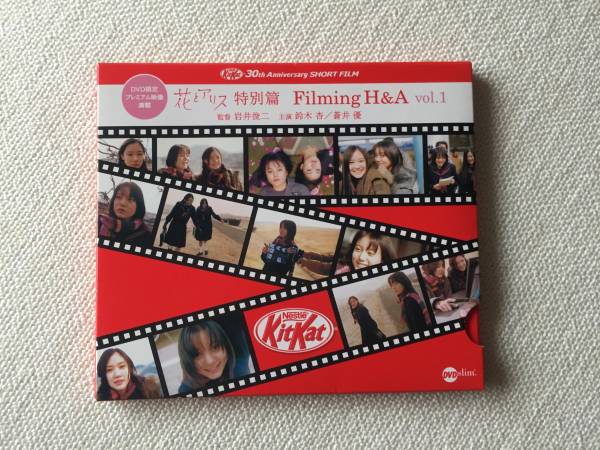 KitKat 30th Anniversary SHORT FILM
DVD限定
プレミアム映像
満載
花とアリス 特別篇 Filming H&A vol.1
監督 岩井俊二 主演 鈴木 杏／蒼井 優
Nestlé
KitKat
DVD slim